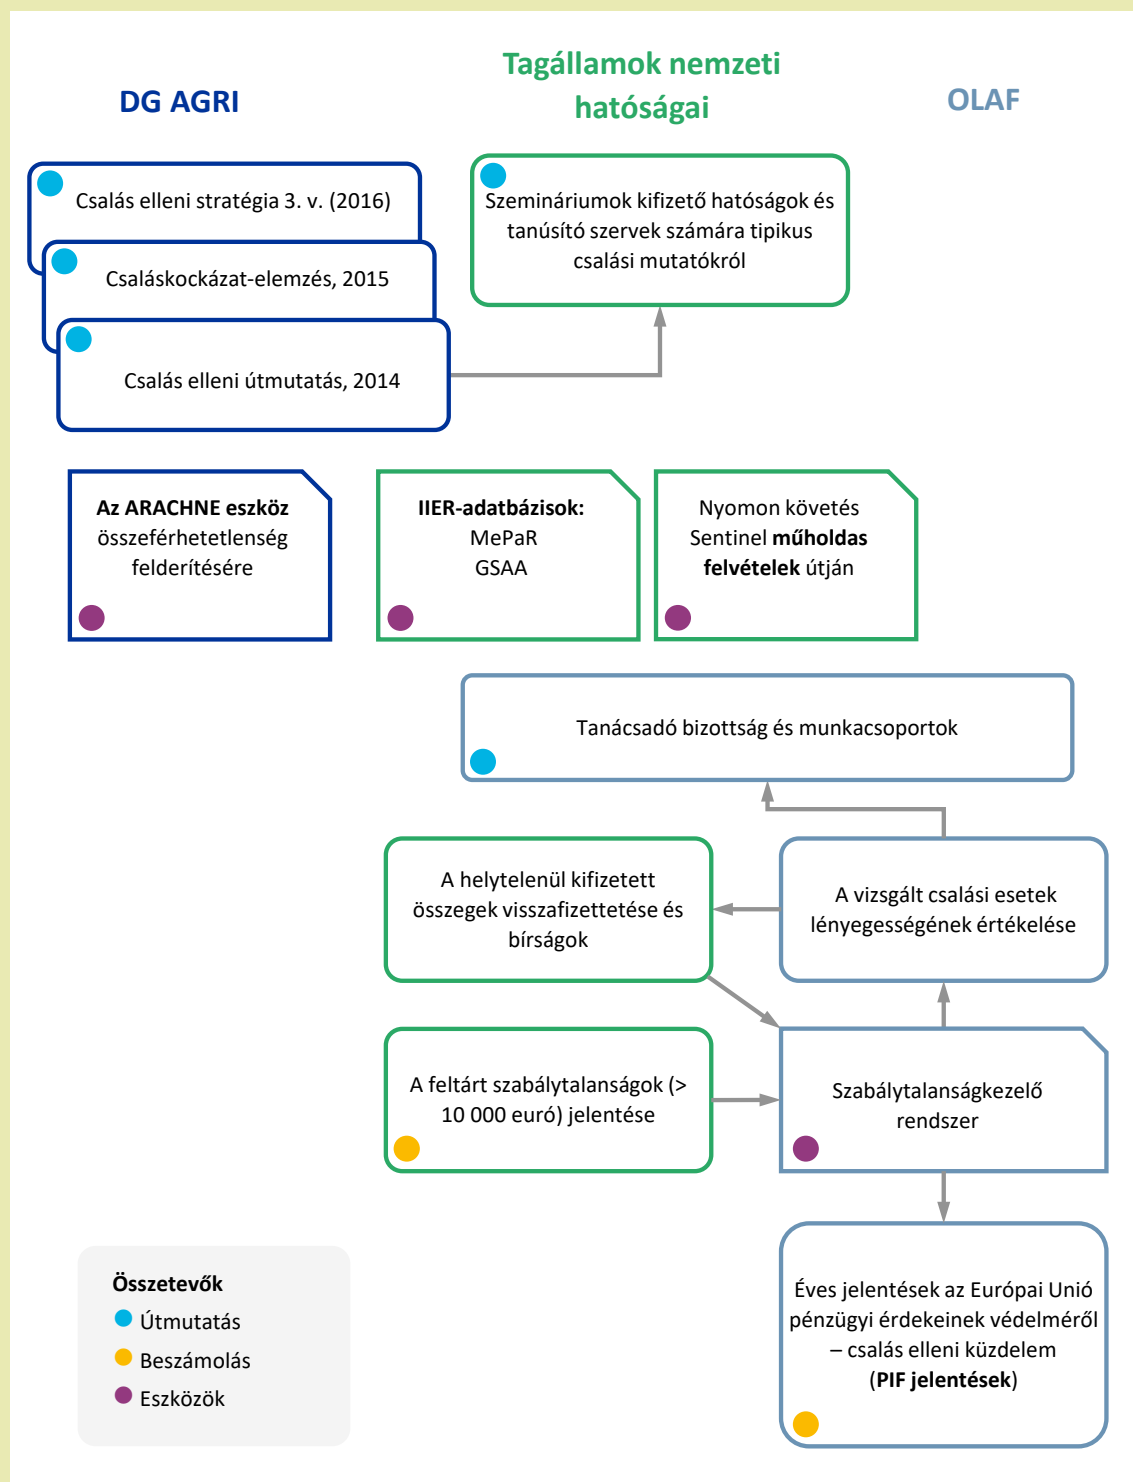 DG AGRI
Tagállamok nemzeti
hatóságai
OLAF
Csalás elleni stratégia 3. v. (2016)
Csaláskockázat-elemzés, 2015
Csalás elleni útmutatás, 2014
Szemináriumok kifizető hatóságok és
tanúsító szervek számára tipikus
csalási mutatókról
Az ARACHNE eszköz
összeférhetetlenség
felderítésére
IIER-adatbázisok:
MePaR
GSAA
Nyomon követés
Sentinel műholdas
felvételek útján
Tanácsadó bizottság és munkacsoportok
A helytelenül kifizetett
összegek visszafizettetése és
bírságok
A vizsgált csalási esetek
lényegességének értékelése
A feltárt szabálytalanságok (>
10 000 euró) jelentése
Szabálytalanságkezelő
rendszer
Éves jelentések az Európai Unió
pénzügyi érdekeinek védelméről
– csalás elleni küzdelem
(PIF jelentések)
Összetevők
Útmutatás
Beszámolás
Eszközök